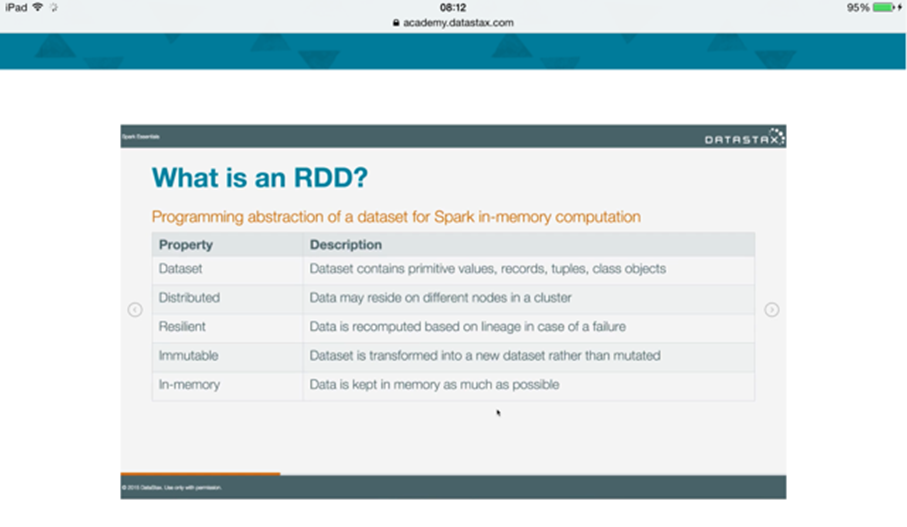 iPad 08:12 95%
academy.datastax.com
Spark Essentials
DATASTAX
What is an RDD?
Programming abstraction of a dataset for Spark in-memory computation
Property Description
Dataset Dataset contains primitive values, records, tuples, class objects
Distributed Data may reside on different nodes in a cluster
Resilient Data is recomputed based on lineage in case of a failure
Immutable Dataset is transformed into a new dataset rather than mutated
In-memory Data is kept in memory as much as possible
© 2015 DataStax. Use only with permission.